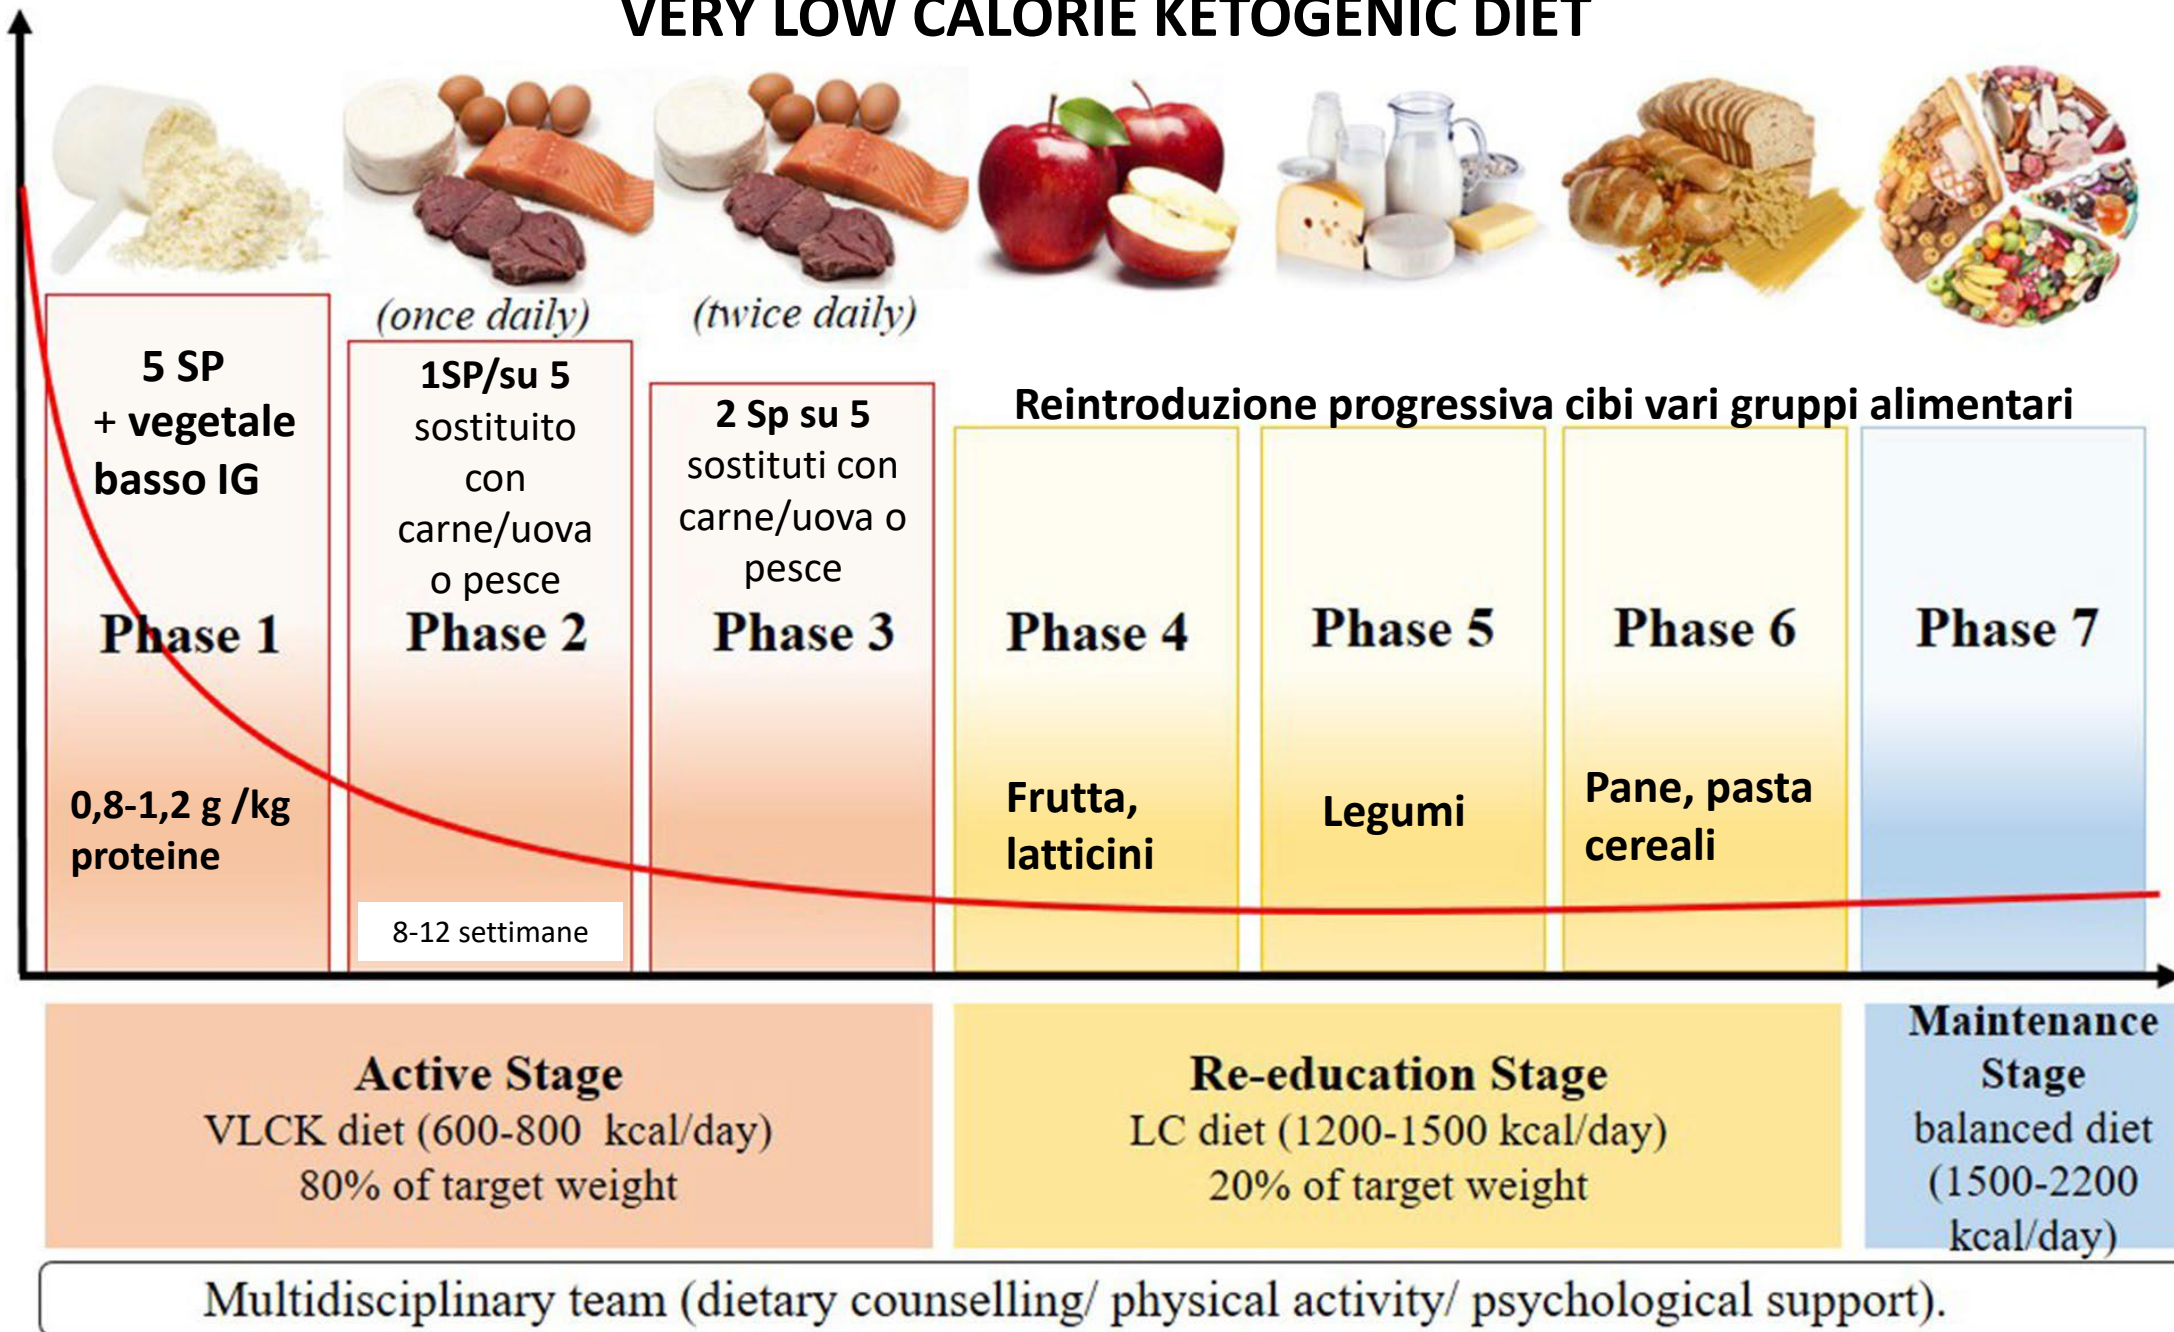 VERY LOW CALORIE KETOGENIC DIET
(once daily)
(twice daily)
5 SP
+ vegetale
basso IG
Phase 1
0,8-1,2 g /kg
proteine
1SP/su 5
sostituito
con
carne/uova
o pesce
Phase 2
8-12 settimane
2 Sp su 5
sostituti con
carne/uova o
pesce
Phase 3
Reintroduzione progressiva cibi vari gruppi alimentari
Phase 4
Frutta,
latticini
Phase 5
Legumi
Phase 6
Pane, pasta
cereali
Phase 7
Active Stage
VLCK diet (600-800 kcal/day)
80% of target weight
Re-education Stage
LC diet (1200-1500 kcal/day)
20% of target weight
Maintenance
Stage
balanced diet
(1500-2200
kcal/day)
Multidisciplinary team (dietary counselling/ physical activity/ psychological support).